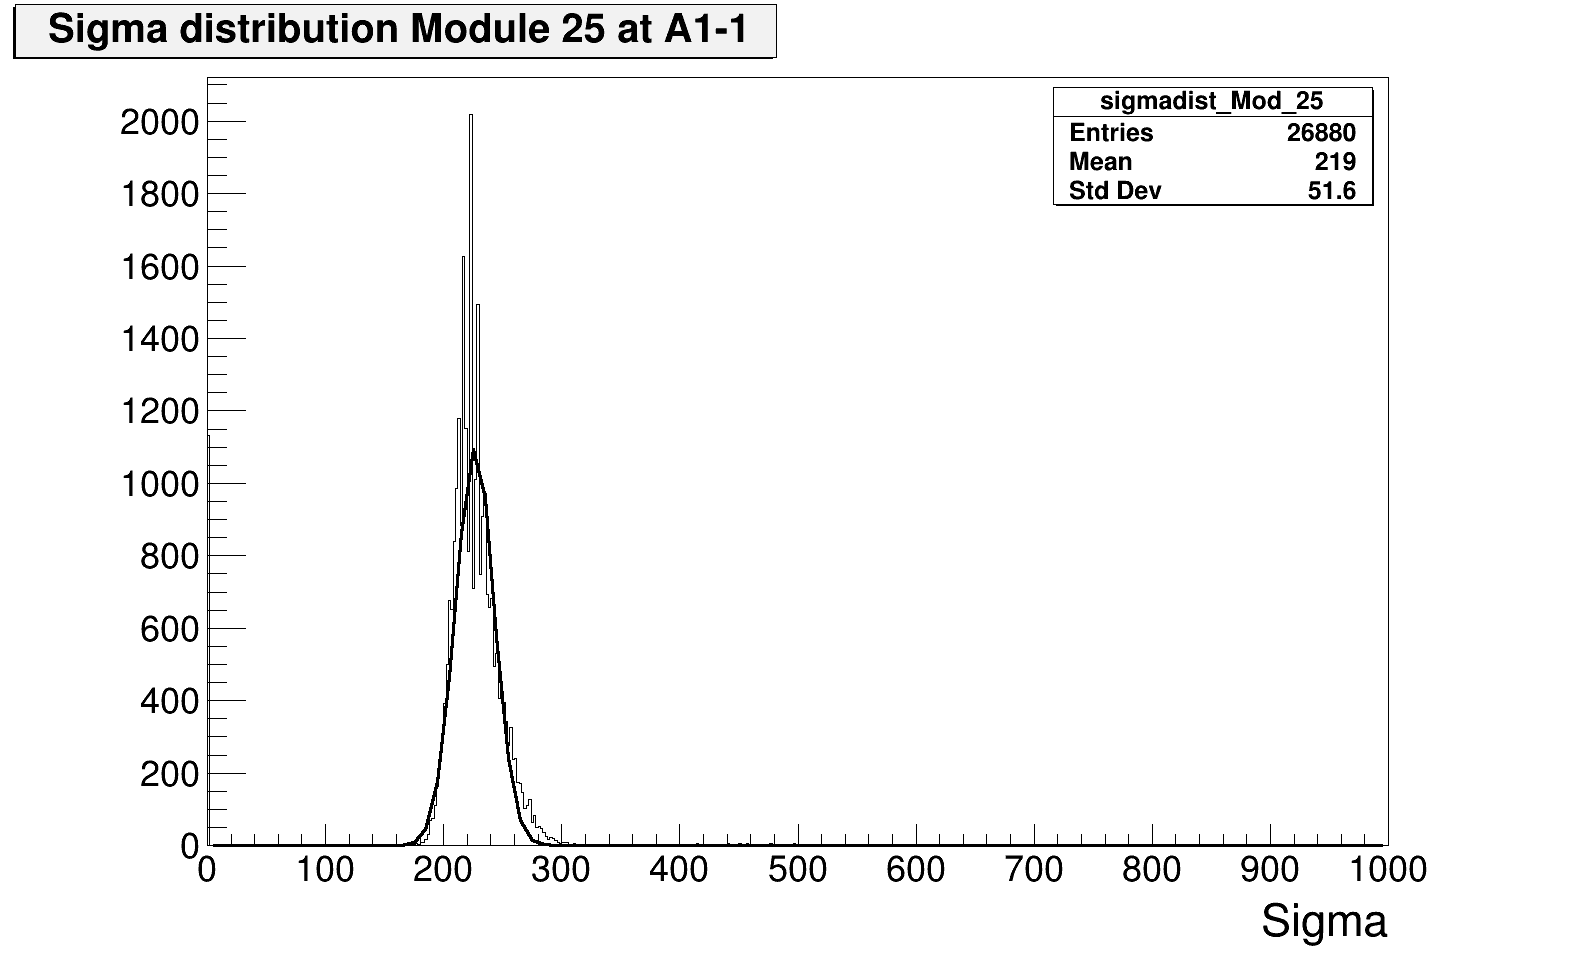 Sigma distribution Module 25 at A1-1
sigmadist_Mod_25
Entries 26880
Mean 219
Std Dev 51.6
2000
1800
1600
1400
1200
1000
800
600
400
200
0
0 100 200 300 400 500 600 700 800 900 1000
Sigma